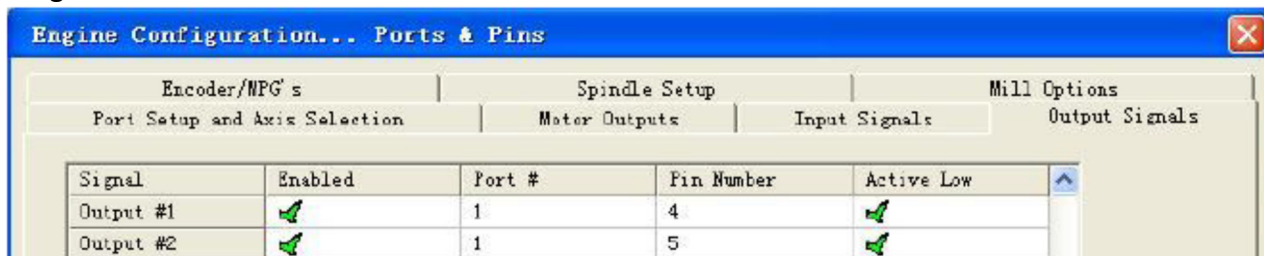 Engine Configuration... Ports & Pins
Encoder/MPG's Spindle Setup Mill Options
Port Setup and Axis Selection Motor Outputs Input Signals Output Signals
Signal Enabled Port # Pin Number Active Low
Output #1 1 4
Output #2 1 5